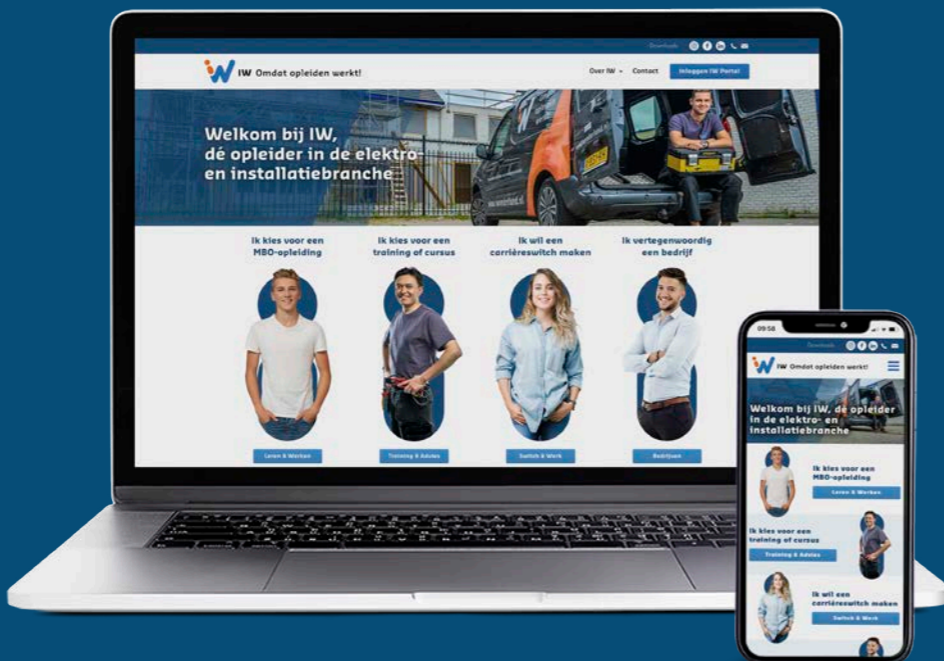 Downloads
IW Omdat opleiden werkt!
Over IW Contact Inloggen IW Portal
Welkom bij IW,
dé opleider in de elektro-
en installatiebranche
Ik kies voor een
MBO-opleiding
Ik kies voor een
training of cursus
Ik wil een
carrièreswitch maken
Ik vertegenwoordig
een bedrijf
Leren & Werken
Training & Advies
Switch & Werk
Bedrijven
09:58
Downloads
IW Omdat opleiden werkt!
Welkom bij IW, dé opleider
in de elektro- en
installatiebranche
Ik kies voor een
MBO-opleiding
Leren & Werken
Ik kies voor een
training of cursus
Training & Advies
Ik wil een
carrièreswitch maken
Switch & Werk